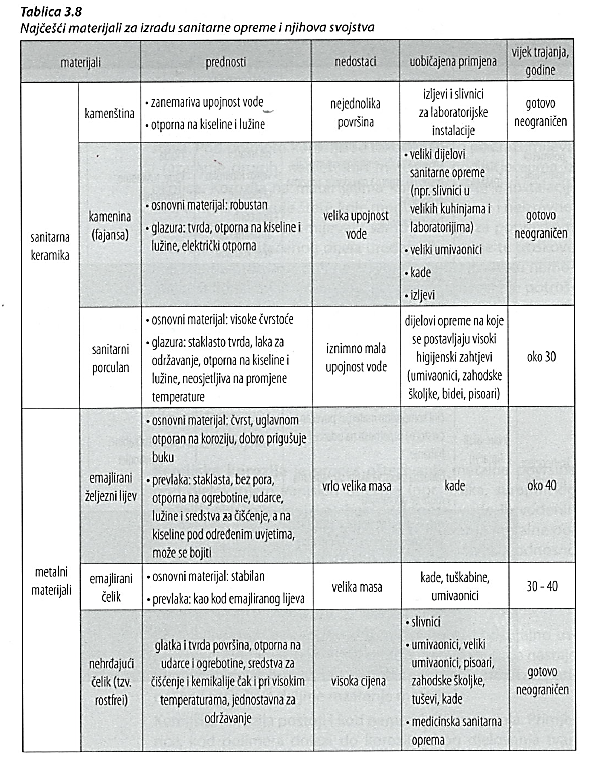 Tablica 3.8
Najčešći materijali za izradu sanitarne opreme i njihova svojstva
materijali
prednosti
nedostaci
uobičajena primjena
vijek trajanja,
godine
sanitarna
keramika
kamenština
• zanemariva upojnost vode
• otporna na kiseline i lužine
nejednolika
površina
izljevi i slivnici
za laboratorijske
instalacije
gotovo
neograničen
kamenina
(fajansa)
• osnovni materijal: robustan
• glazura: tvrda, otporna na kiseline i
lužine, električki otporna
velika upojnost
vode
• veliki dijelovi
sanitarne opreme
(npr. slivnici u
velikih kuhinjama i
laboratorijima)
• veliki umivaonici
• kade
• izljevi
gotovo
neograničen
sanitarni
porculan
• osnovni materijal: visoke čvrstoće
• glazura: staklasto tvrda, laka za
održavanje, otporna na kiseline i
lužine, neosjetljiva na promjene
temperature
iznimno mala
upojnost vode
dijelovi opreme na koje
se postavljaju visoki
higijenski zahtjevi
(umivaonici, zahodske
školjke, bidei, pisoari)
oko 30
metalni
materijali
emajlirani
željezni lijev
• osnovni materijal: čvrst, uglavnom
otporan na koroziju, dobro prigušuje
buku
• prevlaka: staklasta, bez pora,
otporna na ogrebotine, udarce,
lužine i sredstva za čišćenje, a na
kiseline pod određenim uvjetima,
može se bojiti
vrlo velika masa
kade
oko 40
emajlirani
čelik
• osnovni materijal: stabilan
• prevlaka: kao kod emajliranog lijeva
velika masa
kade, tuškabine,
umivaonici
30 - 40
nehrđajući
čelik (tzv.
rostfrei)
glatka i tvrda površina, otporna na
udarce i ogrebotine, sredstva za
čišćenje i kemikalije čak i pri visokim
temperaturama, jednostavna za
održavanje
visoka cijena
• slivnici
• umivaonici, veliki
umivaonici, pisoari,
zahodske školjke,
tuševi, kade
• medicinska sanitarna
oprema
gotovo
neograničen